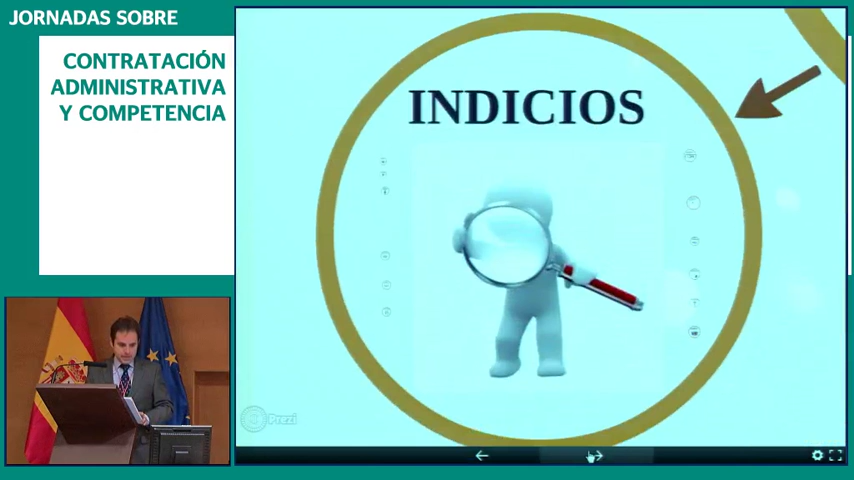 JORNADAS SOBRE
CONTRATACIÓN
ADMINISTRATIVA
Y COMPETENCIA
INDICIOS
Prezi